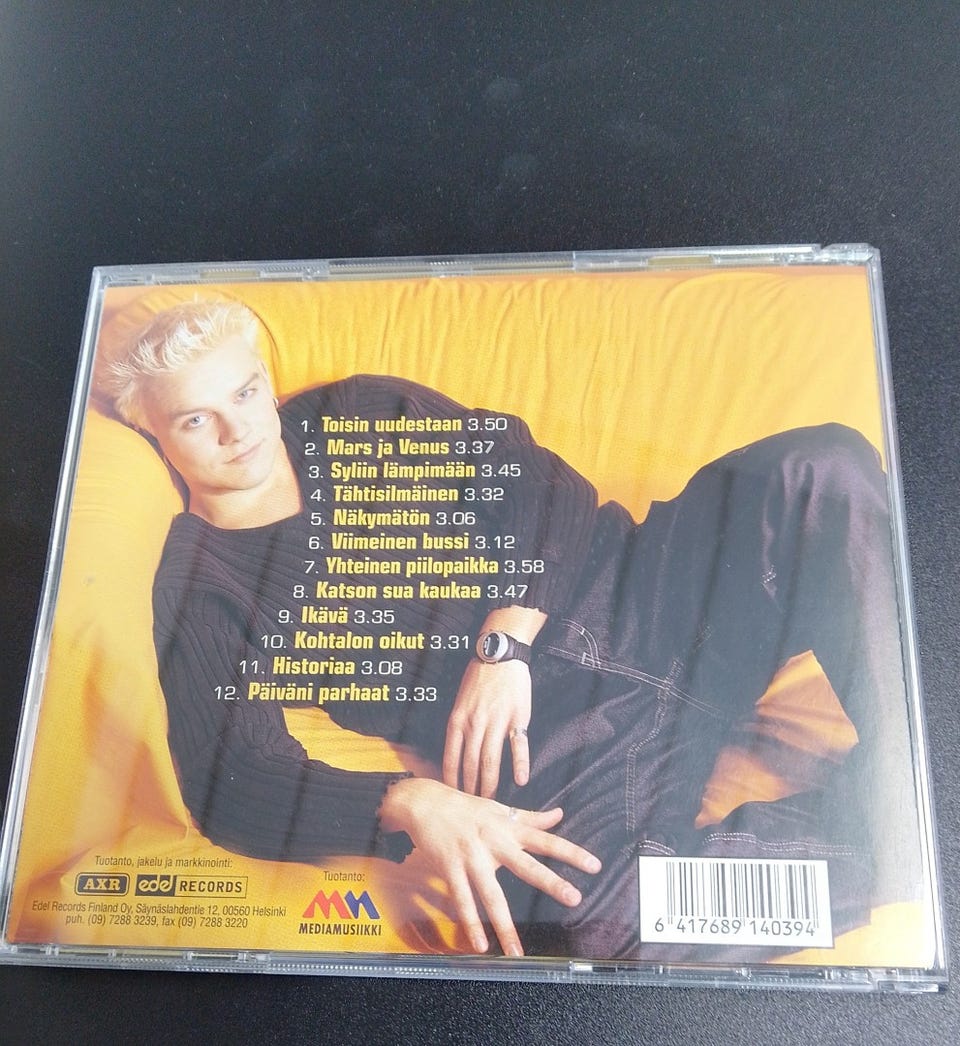 1. Toisin uudestaan 3.50
2. Mars ja Venus 3.37
3. Syliin lämpimään 3.45
4. Tähtisilmäinen 3.32
5. Näkymätön 3.06
6. Viimeinen bussi 3.12
7. Yhteinen piilopaikka 3.58
8. Katson sua kaukaa 3.47
9. Ikävä 3.35
10. Kohtalon oikut 3.31
11. Historiaa 3.08
12. Päiväni parhaat 3.33
Tuotanto, jakelu ja markkinointi:
AXR edel RECORDS
Edel Records Finland Oy, Säynäslahdentie 12, 00560 Helsinki
puh. (09) 7288 3239, fax (09) 7288 3220
Tuotanto:
MM
MEDIAMUSIIKKI
6 417689 140394